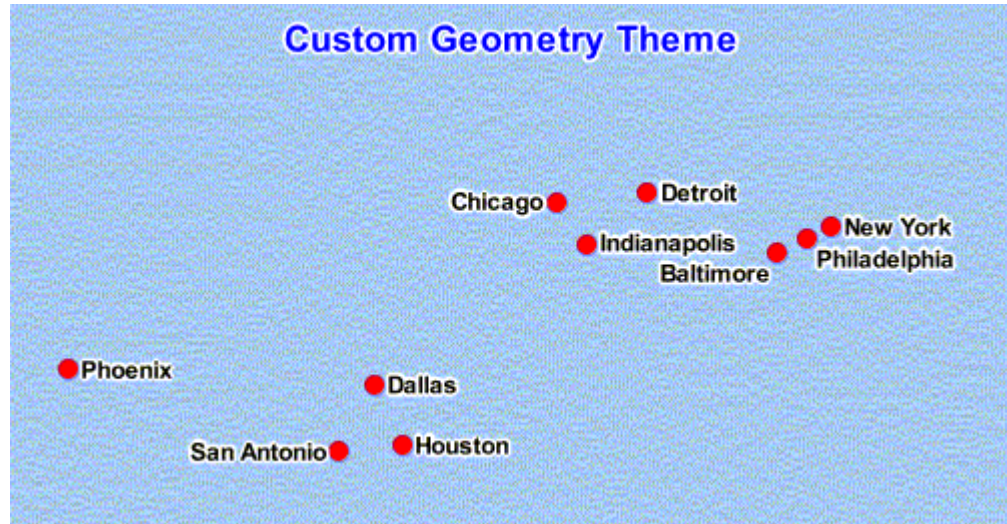 Custom Geometry Theme
Detroit
Chicago
New York
Indianapolis
Philadelphia
Baltimore
Phoenix
Dallas
Houston
San Antonio